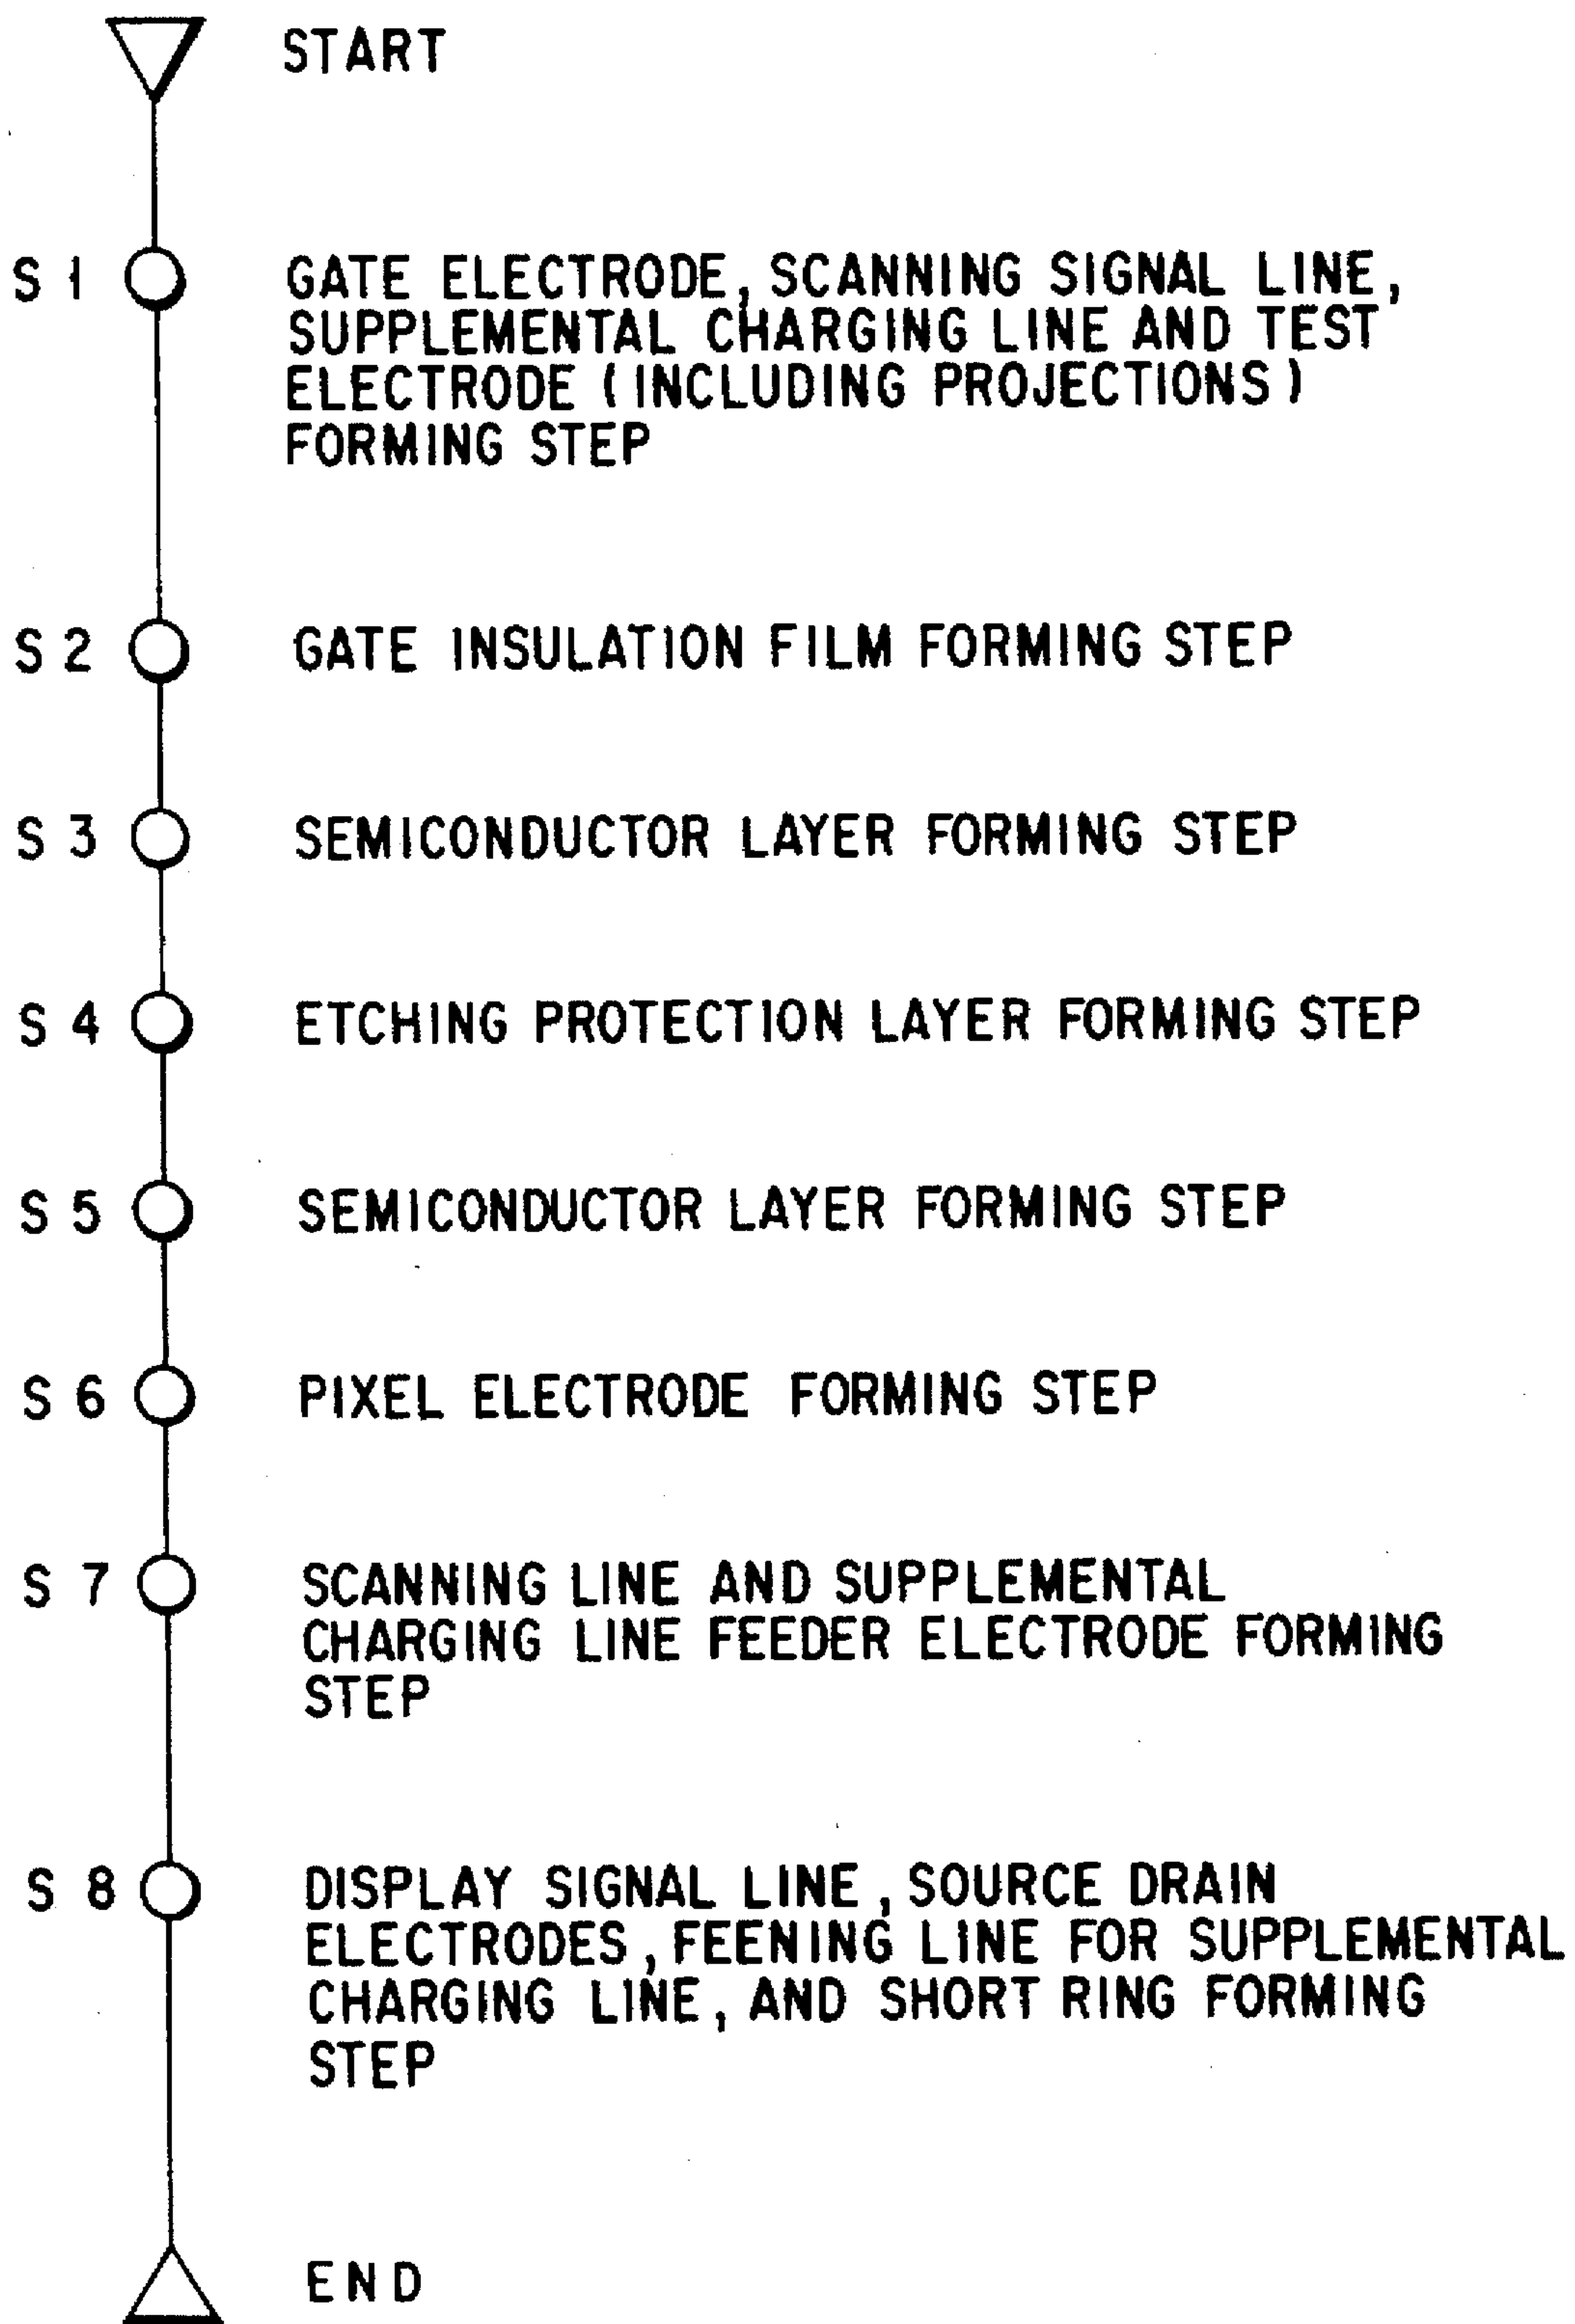 START
S 1 GATE ELECTRODE, SCANNING SIGNAL LINE,
SUPPLEMENTAL CHARGING LINE AND TEST
ELECTRODE (INCLUDING PROJECTIONS)
FORMING STEP
S 2 GATE INSULATION FILM FORMING STEP
S 3 SEMICONDUCTOR LAYER FORMING STEP
S 4 ETCHING PROTECTION LAYER FORMING STEP
S 5 SEMICONDUCTOR LAYER FORMING STEP
S 6 PIXEL ELECTRODE FORMING STEP
S 7 SCANNING LINE AND SUPPLEMENTAL
CHARGING LINE FEEDER ELECTRODE FORMING
STEP
S 8 DISPLAY SIGNAL LINE, SOURCE DRAIN
ELECTRODES, FEENING LINE FOR SUPPLEMENTAL
CHARGING LINE, AND SHORT RING FORMING
STEP
END